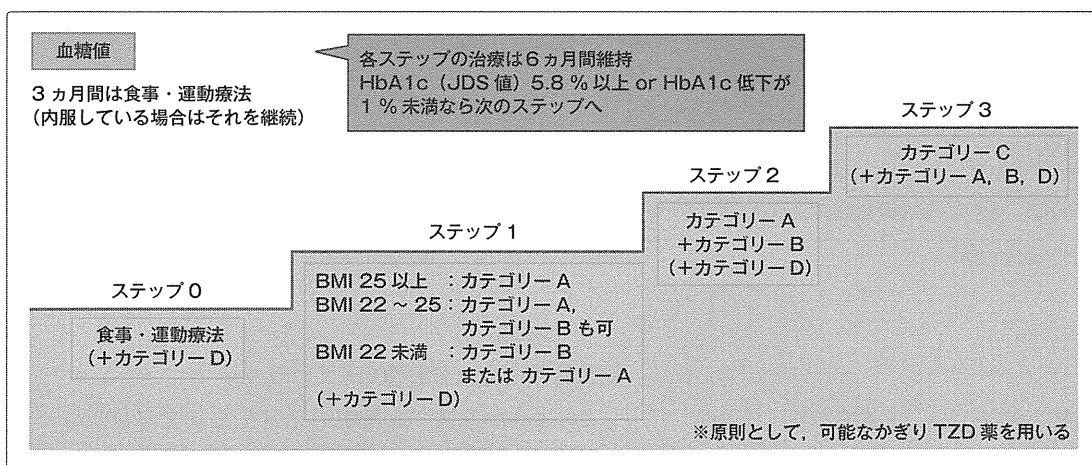 血糖値
3ヵ月間は食事・運動療法
(内服している場合はそれを継続)
各ステップの治療は6ヵ月間維持
HbA1c(JDS値)5.8%以上 or HbA1c低下が
1%未満なら次のステップへ
ステップ0
食事・運動療法
(+カテゴリーD)
ステップ1
BMI 25以上 :カテゴリーA
BMI 22~25:カテゴリーA,
カテゴリーBも可
BMI 22未満 :カテゴリーB
または カテゴリーA
(+カテゴリーD)
ステップ2
カテゴリーA
+カテゴリーB
(+カテゴリーD)
ステップ3
カテゴリーC
(+カテゴリーA, B, D)
※原則として,可能なかぎりTZD薬を用いる